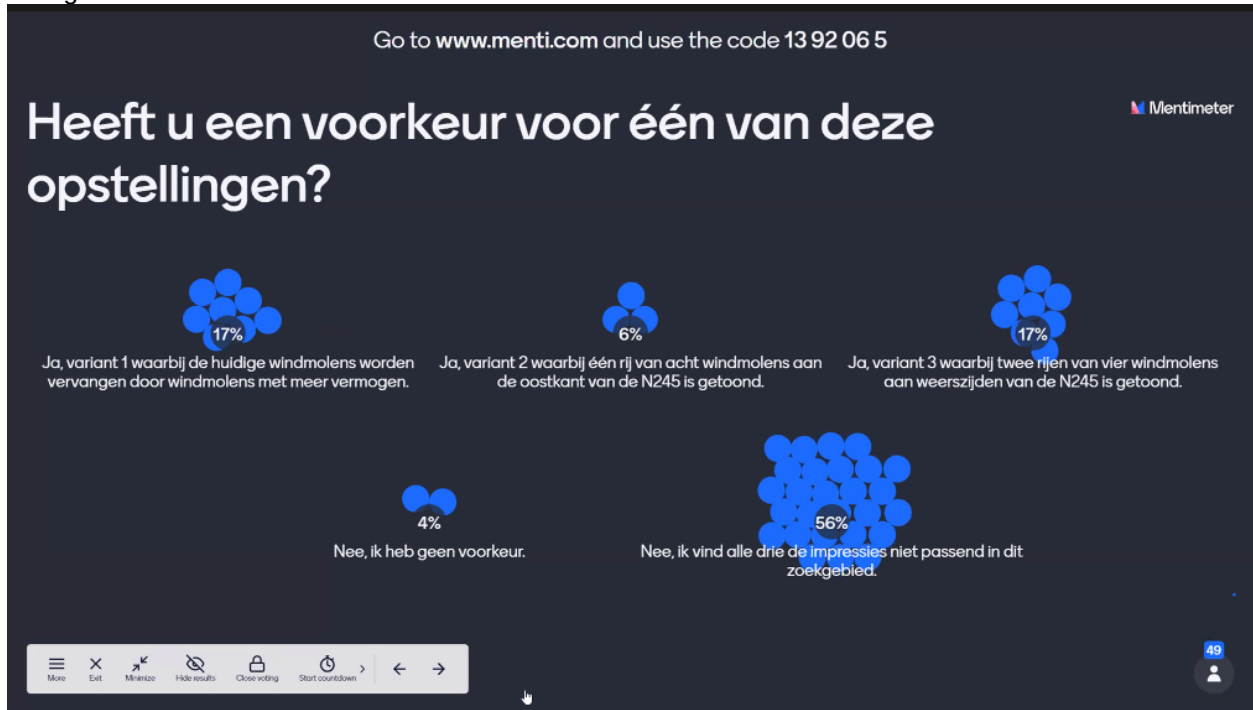 Go to www.menti.com and use the code 13 92 06 5
Mentimeter
Heeft u een voorkeur voor één van deze
opstellingen?
17%
Ja, variant 1 waarbij de huidige windmolens worden
vervangen door windmolens met meer vermogen.
6%
Ja, variant 2 waarbij één rij van acht windmolens aan
de oostkant van de N245 is getoond.
17%
Ja, variant 3 waarbij twee rijen van vier windmolens
aan weerszijden van de N245 is getoond.
4%
Nee, ik heb geen voorkeur.
56%
Nee, ik vind alle drie de impressies niet passend in dit
zoekgebied.
More Exit Minimize Hide results Close voting Start countdown
49